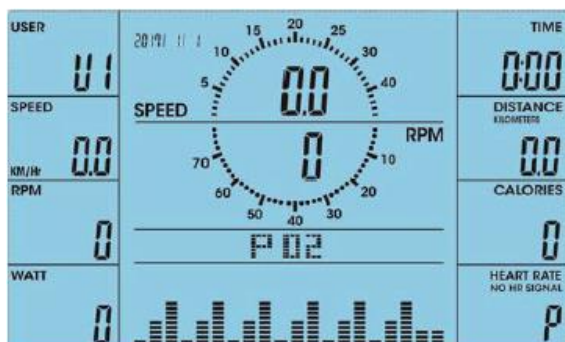 USER
U1
SPEED
KM/Hr 0.0
RPM
0
WATT
0
2019/ 1/ 1
5 10 15 20 25 30 40
SPEED
0.0
RPM
0
70 60 50 40 30 20 10
P02
TIME
0:00
DISTANCE
KILOMETERS
0.0
CALORIES
0
HEART RATE
NO HR SIGNAL
P